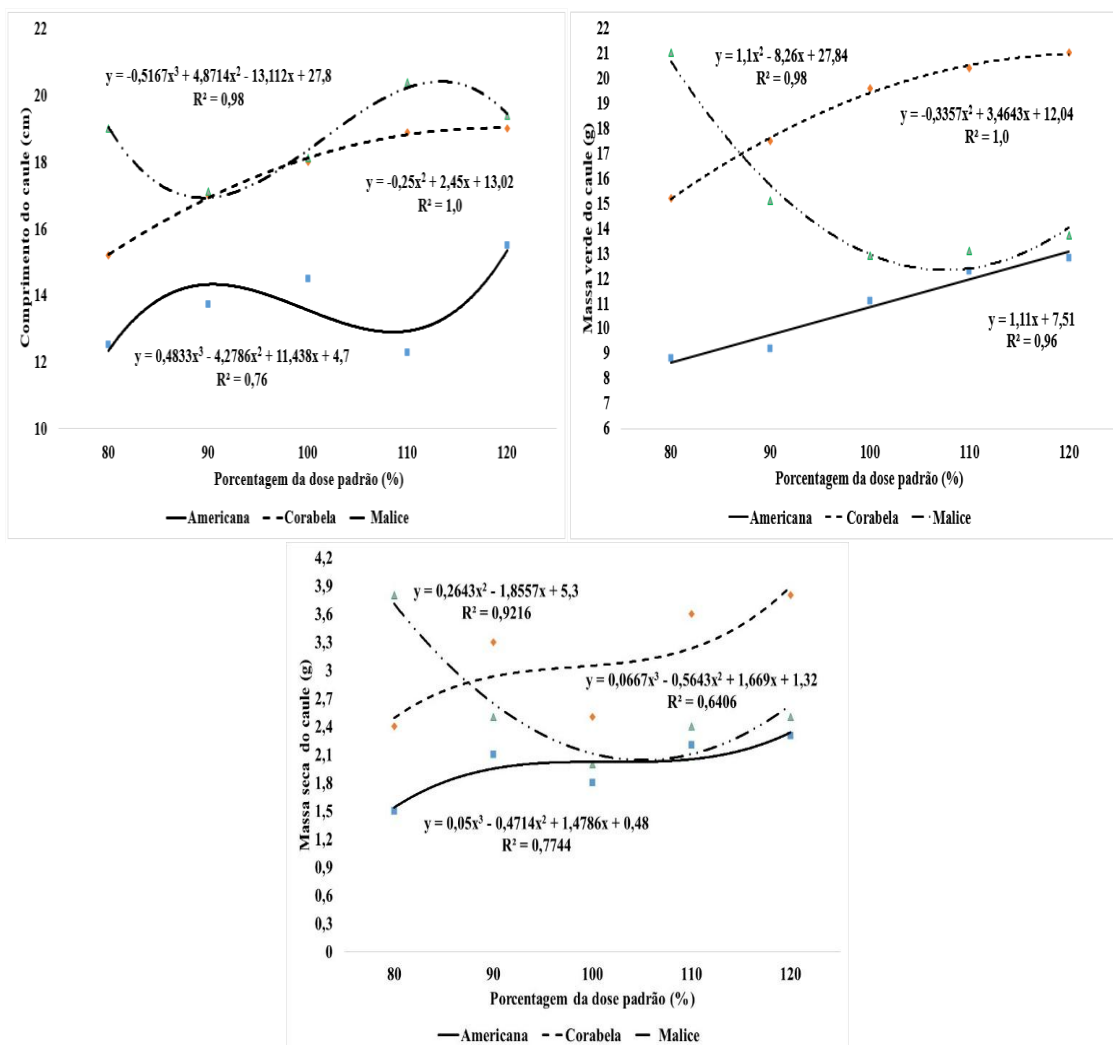 22
20
18
16
14
12
10
Comprimento do caule (cm)
y = -0,5167x³ + 4,8714x² - 13,112x + 27,8
R² = 0,98
y = -0,25x² + 2,45x + 13,02
R² = 1,0
y = 0,4833x³ - 4,2786x² + 11,438x + 4,7
R² = 0,76
80 90 100 110 120
Porcentagem da dose padrão (%)
Americana Corabela Malice
22
21
20
19
18
17
16
15
14
13
12
11
10
9
8
7
6
Massa verde do caule (g)
y = 1,1x² - 8,26x + 27,84
R² = 0,98
y = -0,3357x² + 3,4643x + 12,04
R² = 1,0
y = 1,11x + 7,51
R² = 0,96
80 90 100 110 120
Porcentagem da dose padrão (%)
Americana Corabela Malice
4,2
3,9
3,6
3,3
3
2,7
2,4
2,1
1,8
1,5
1,2
0,9
0,6
0,3
0
Massa seca do caule (g)
y = 0,2643x² - 1,8557x + 5,3
R² = 0,9216
y = 0,0667x³ - 0,5643x² + 1,669x + 1,32
R² = 0,6406
y = 0,05x³ - 0,4714x² + 1,4786x + 0,48
R² = 0,7744
80 90 100 110 120
Porcentagem da dose padrão (%)
Americana Corabela Malice